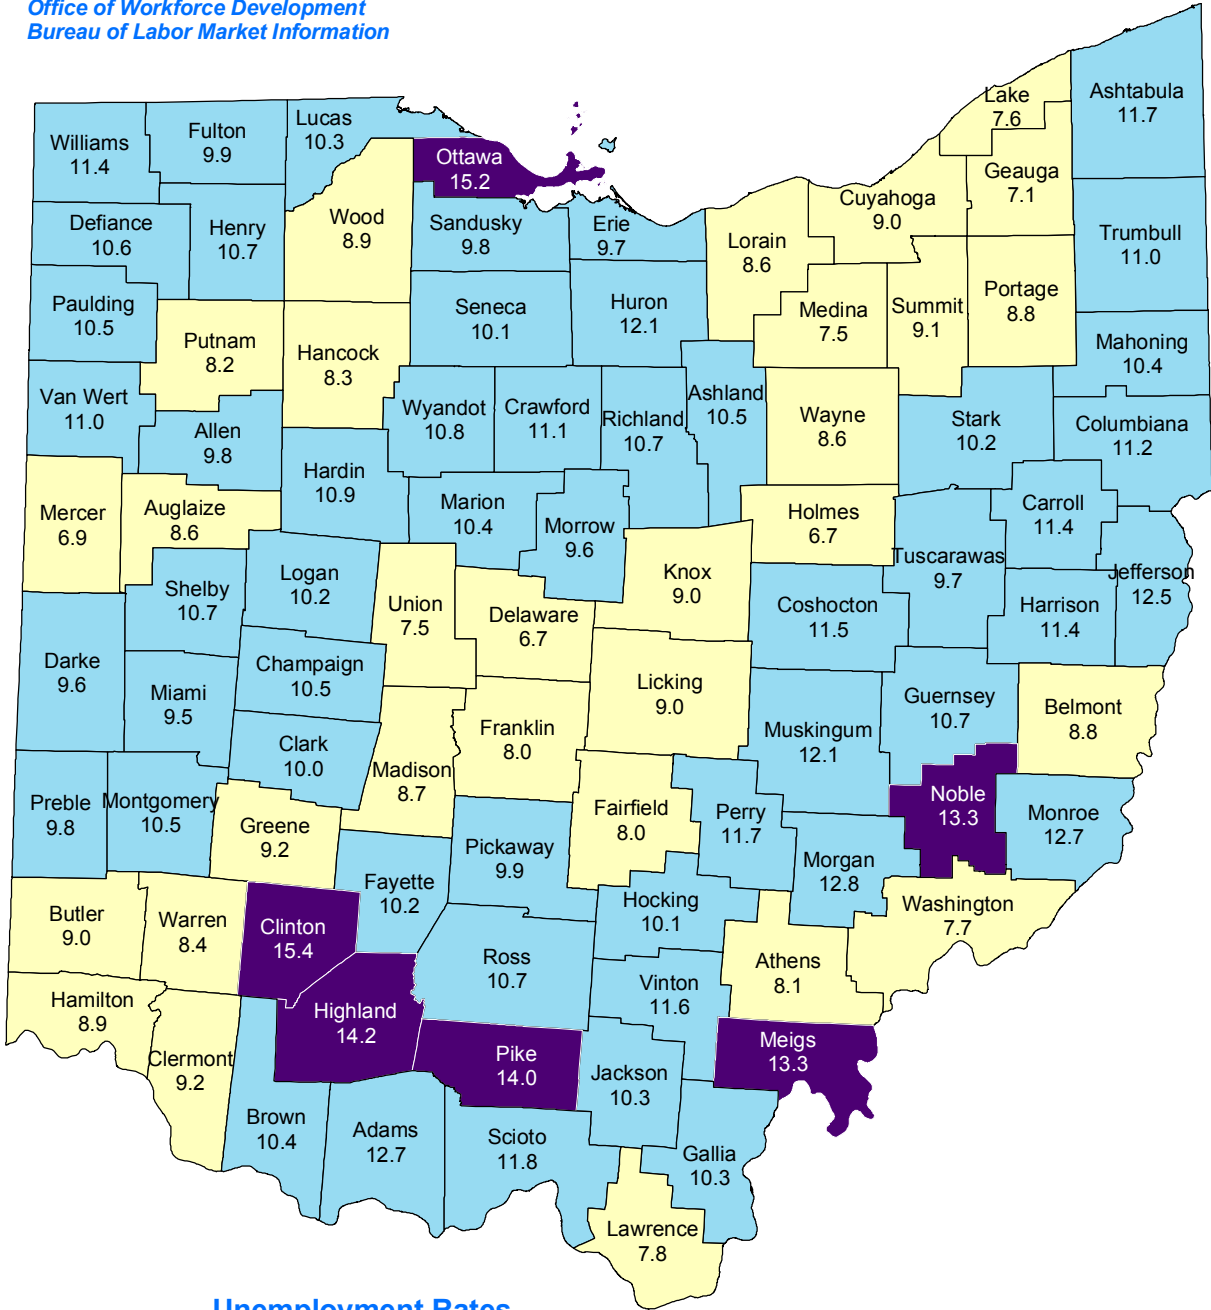 Office of Workforce Development
Bureau of Labor Market Information
Ashtabula
11.7
Lake
7.6
Lucas
10.3
Fulton
9.9
Williams
11.4
Ottawa
15.2
Geauga
7.1
Cuyahoga
9.0
Wood
8.9
Sandusky
9.8
Erie
9.7
Defiance
10.6
Henry
10.7
Lorain
8.6
Trumbull
11.0
Paulding
10.5
Seneca
10.1
Huron
12.1
Medina
7.5
Summit
9.1
Portage
8.8
Putnam
8.2
Hancock
8.3
Mahoning
10.4
Van Wert
11.0
Allen
9.8
Wyandot
10.8
Crawford
11.1
Richland
10.7
Ashland
10.5
Wayne
8.6
Stark
10.2
Columbiana
11.2
Hardin
10.9
Mercer
6.9
Auglaize
8.6
Marion
10.4
Morrow
9.6
Holmes
6.7
Carroll
11.4
Tuscarawas
9.7
Jefferson
12.5
Shelby
10.7
Logan
10.2
Union
7.5
Delaware
6.7
Knox
9.0
Coshocton
11.5
Harrison
11.4
Darke
9.6
Miami
9.5
Champaign
10.5
Licking
9.0
Guernsey
10.7
Belmont
8.8
Clark
10.0
Franklin
8.0
Muskingum
12.1
Madison
8.7
Preble
9.8
Montgomery
10.5
Greene
9.2
Fairfield
8.0
Perry
11.7
Noble
13.3
Monroe
12.7
Pickaway
9.9
Morgan
12.8
Fayette
10.2
Hocking
10.1
Washington
7.7
Butler
9.0
Warren
8.4
Clinton
15.4
Ross
10.7
Athens
8.1
Vinton
11.6
Hamilton
8.9
Highland
14.2
Clermont
9.2
Pike
14.0
Meigs
13.3
Jackson
10.3
Brown
10.4
Adams
12.7
Scioto
11.8
Gallia
10.3
Lawrence
7.8
Unemployment Rates